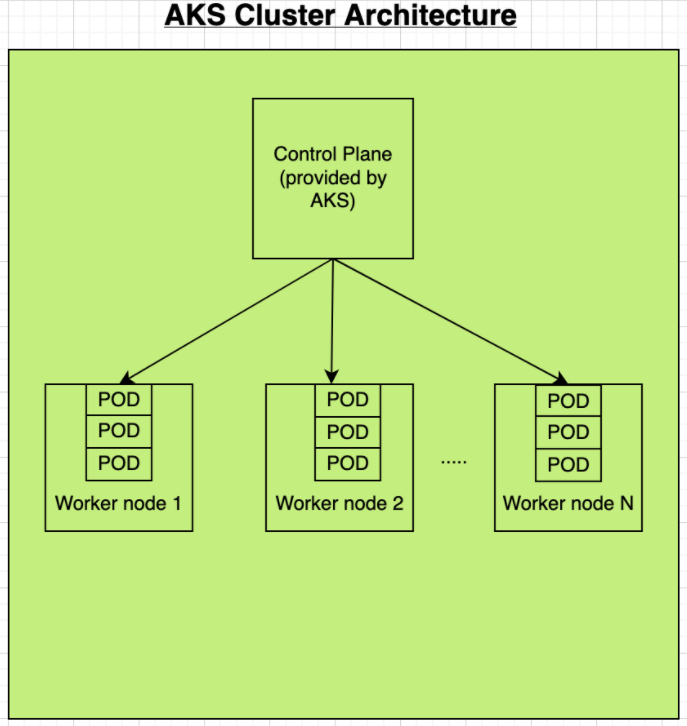 AKS Cluster Architecture
Control Plane
(provided by
AKS)
POD
POD
POD
Worker node 1
POD
POD
POD
Worker node 2
.....
POD
POD
POD
Worker node N